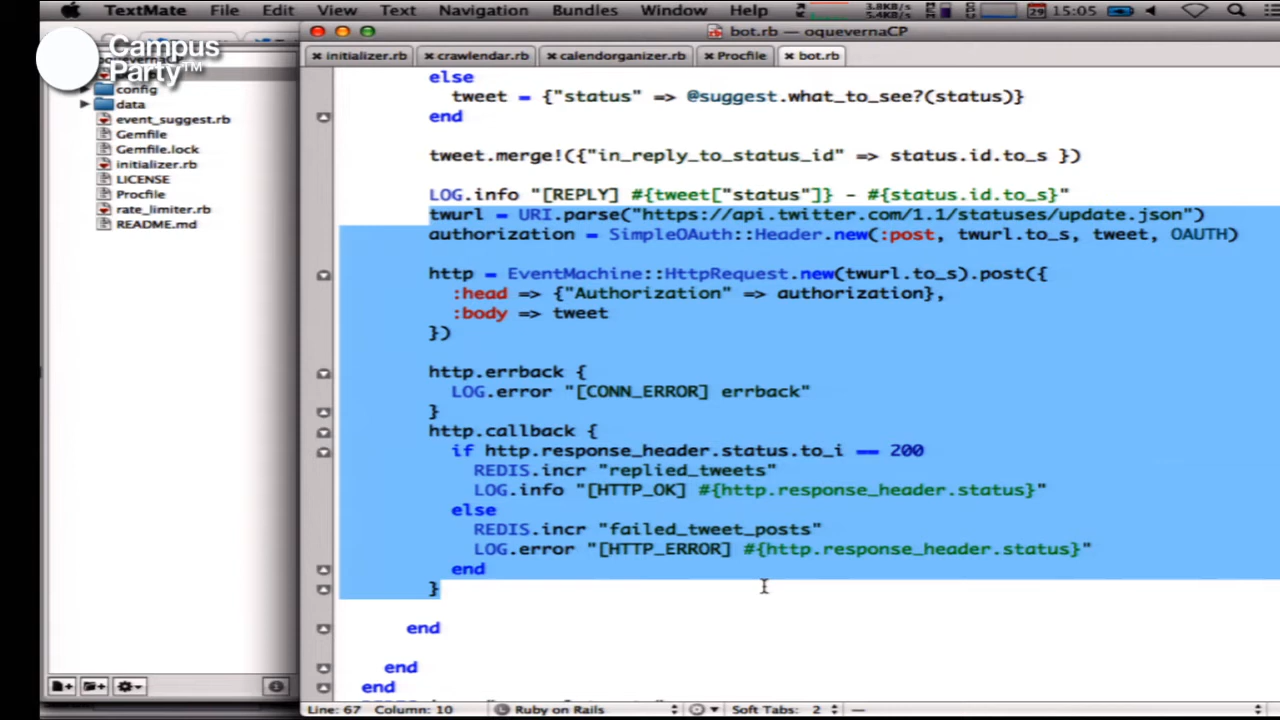 TextMate File Edit View Text Navigation Bundles Window Help 3.8KB/s 5.4KB/s 29 15:05
bot.rb — oquevernaCP
Campus
Party™
initializer.rb crawlendar.rb calendorganizer.rb Procfile bot.rb
config
data
event_suggest.rb
Gemfile
Gemfile.lock
initializer.rb
LICENSE
Procfile
rate_limiter.rb
README.md
else
tweet = {"status" => @suggest.what_to_see?(status)}
end
tweet.merge!({"in_reply_to_status_id" => status.id.to_s })
LOG.info "[REPLY] #{tweet["status"]} - #{status.id.to_s}"
twurl = URI.parse("https://api.twitter.com/1.1/statuses/update.json")
authorization = SimpleOAuth::Header.new(:post, twurl.to_s, tweet, OAUTH)
http = EventMachine::HttpRequest.new(twurl.to_s).post({
:head => {"Authorization" => authorization},
:body => tweet
})
http.errback {
LOG.error "[CONN_ERROR] errback"
}
http.callback {
if http.response_header.status.to_i == 200
REDIS.incr "replied_tweets"
LOG.info "[HTTP_OK] #{http.response_header.status}"
else
REDIS.incr "failed_tweet_posts"
LOG.error "[HTTP_ERROR] #{http.response_header.status}"
end
}
end
end
end
Line: 67 Column: 10 Ruby on Rails Soft Tabs: 2 —